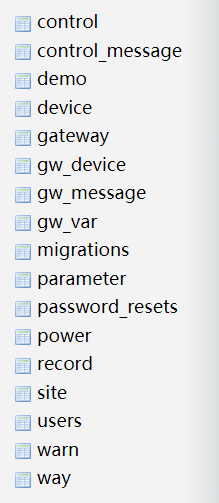 control
control_message
demo
device
gateway
gw_device
gw_message
gw_var
migrations
parameter
password_resets
power
record
site
users
warn
way